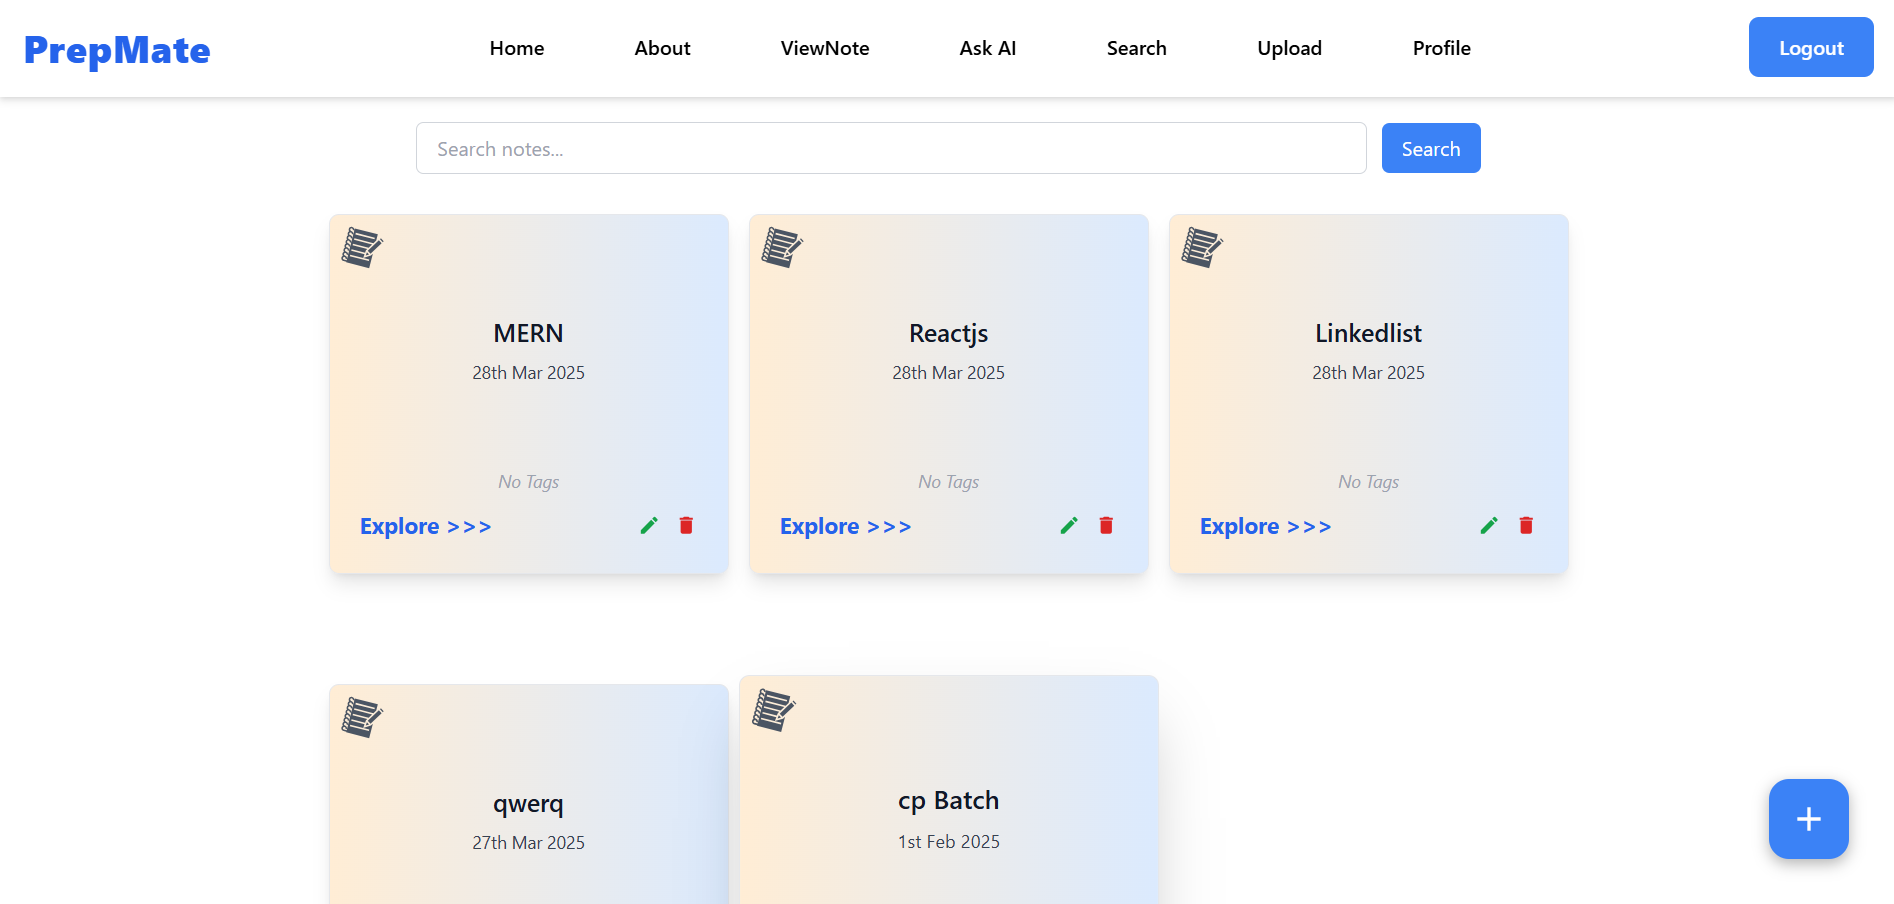 PrepMate
Home About ViewNote Ask AI Search Upload Profile
Logout
Search notes...
Search
MERN
28th Mar 2025
No Tags
Explore >>>
Reactjs
28th Mar 2025
No Tags
Explore >>>
Linkedlist
28th Mar 2025
No Tags
Explore >>>
qwerq
27th Mar 2025
cp Batch
1st Feb 2025
+